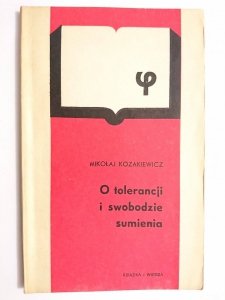 φ
MIKOŁAJ KOZAKIEWICZ
O tolerancji
i swobodzie
sumienia
KSIĄŻKA i WIEDZA